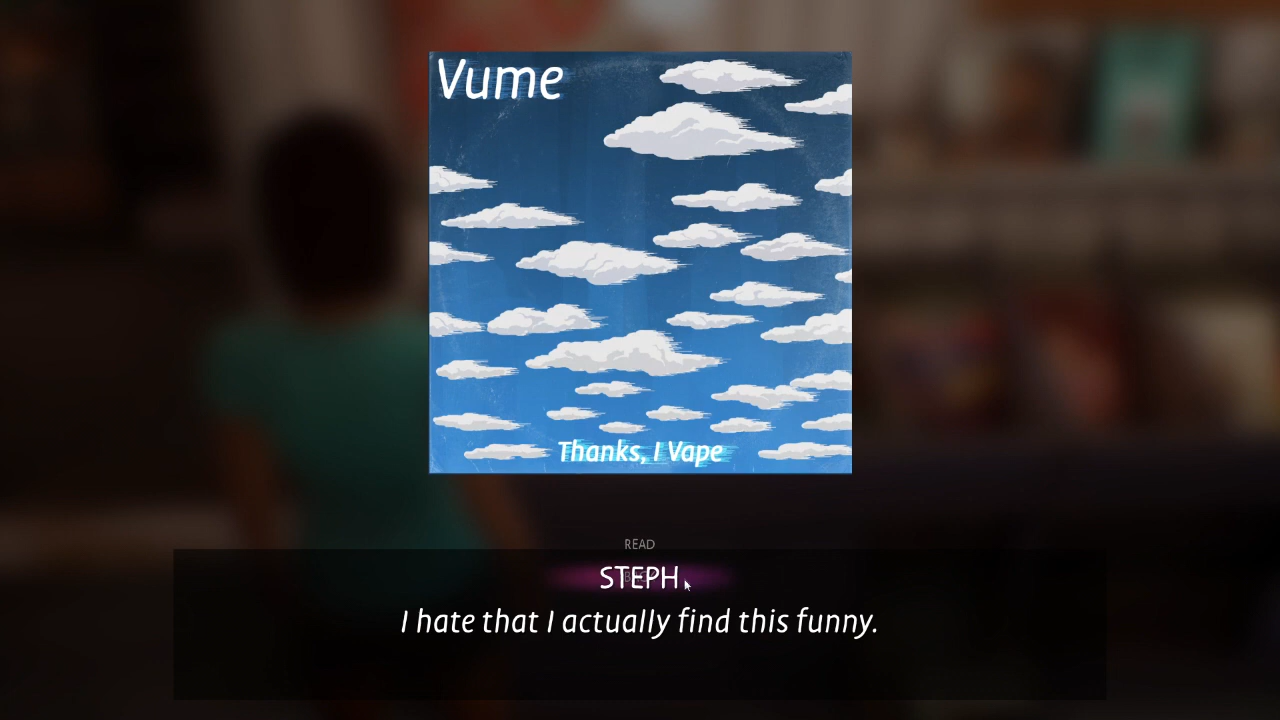 Vume
Thanks, I Vape
READ
STEPH
I hate that I actually find this funny.